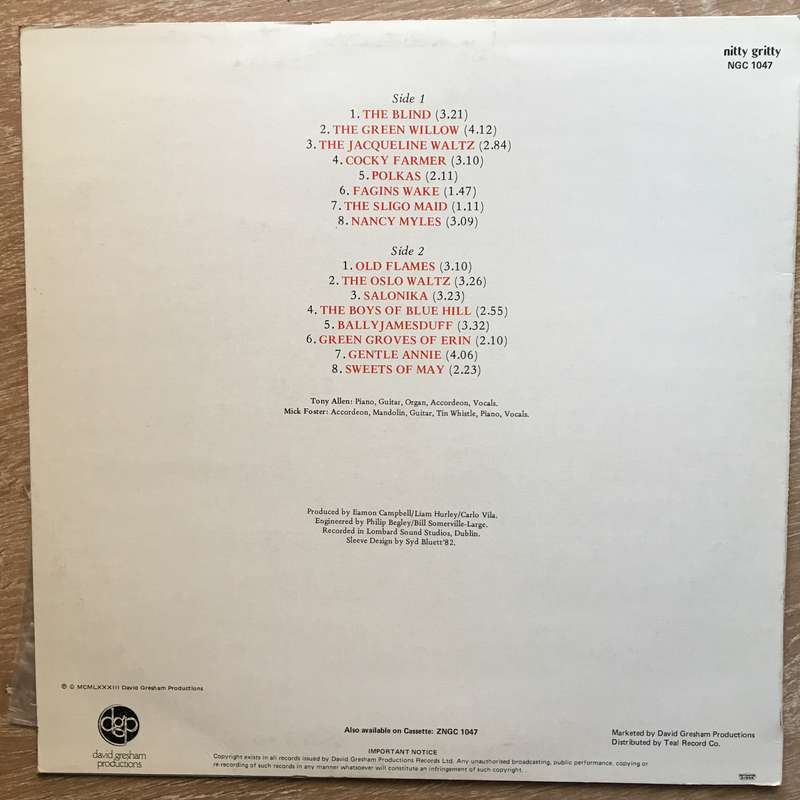 nitty gritty
NGC 1047
Side 1
1. THE BLIND (3.21)
2. THE GREEN WILLOW (4.12)
3. THE JACQUELINE WALTZ (2.84)
4. COCKY FARMER (3.10)
5. POLKAS (2.11)
6. FAGINS WAKE (1.47)
7. THE SLIGO MAID (1.11)
8. NANCY MYLES (3.09)
Side 2
1. OLD FLAMES (3.10)
2. THE OSLO WALTZ (3.26)
3. SALONIKA (3.23)
4. THE BOYS OF BLUE HILL (2.55)
5. BALLYJAMESDUFF (3.32)
6. GREEN GROVES OF ERIN (2.10)
7. GENTLE ANNIE (4.06)
8. SWEETS OF MAY (2.23)
Tony Allen: Piano, Guitar, Organ, Accordeon, Vocals.
Mick Foster: Accordeon, Mandolin, Guitar, Tin Whistle, Piano, Vocals.
Produced by Eamon Campbell/Liam Hurley/Carlo Vila.
Engineered by Philip Begley/Bill Somerville-Large.
Recorded in Lombard Sound Studios, Dublin.
Sleeve Design by Syd Bluett'82.
℗ © MCMLXXXIII David Gresham Productions
dgp
david gresham
productions
Also available on Cassette: ZNGC 1047
Marketed by David Gresham Productions
Distributed by Teal Record Co.
IMPORTANT NOTICE
Copyright exists in all records issued by David Gresham Productions Records Ltd. Any unauthorised broadcasting, public performance, copying or
re-recording of such records in any manner whatsoever will constitute an infringement of such copyright.